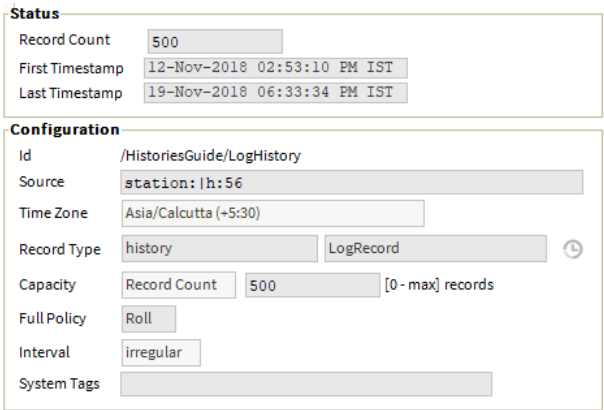 Status
Record Count 500
First Timestamp 12-Nov-2018 02:53:10 PM IST
Last Timestamp 19-Nov-2018 06:33:34 PM IST
Configuration
Id /HistoriesGuide/LogHistory
Source station:|h:56
Time Zone Asia/Calcutta (+5:30)
Record Type history LogRecord
Capacity Record Count 500 [0 - max] records
Full Policy Roll
Interval irregular
System Tags